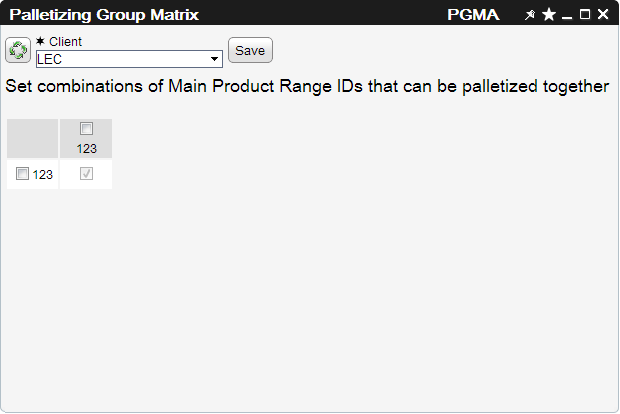 Palletizing Group Matrix PGMA
✶ Client
LEC
Save
Set combinations of Main Product Range IDs that can be palletized together
123
123